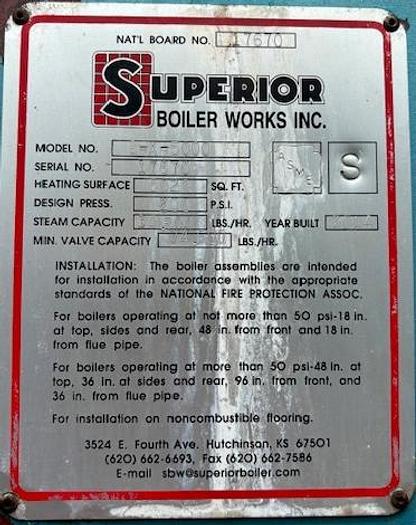 NAT'L BOARD NO. 17670
SUPERIOR
BOILER WORKS INC.
MODEL NO.
SERIAL NO.
ASME S
HEATING SURFACE SQ. FT.
DESIGN PRESS. P.S.I.
STEAM CAPACITY LBS./HR. YEAR BUILT
MIN. VALVE CAPACITY LBS./HR.
INSTALLATION: The boiler assemblies are intended
for installation in accordance with the appropriate
standards of the NATIONAL FIRE PROTECTION ASSOC.
For boilers operating at not more than 50 psi-18 in.
at top, sides and rear, 48 in. from front and 18 in.
from flue pipe.
For boilers operating at more than 50 psi-48 in. at
top, 36 in. at sides and rear, 96 in. from front, and
36 in. from flue pipe.
For installation on noncombustible flooring.
3524 E. Fourth Ave. Hutchinson, KS 67501
(620) 662-6693, Fax (620) 662-7586
E-mail sbw@superiorboiler.com